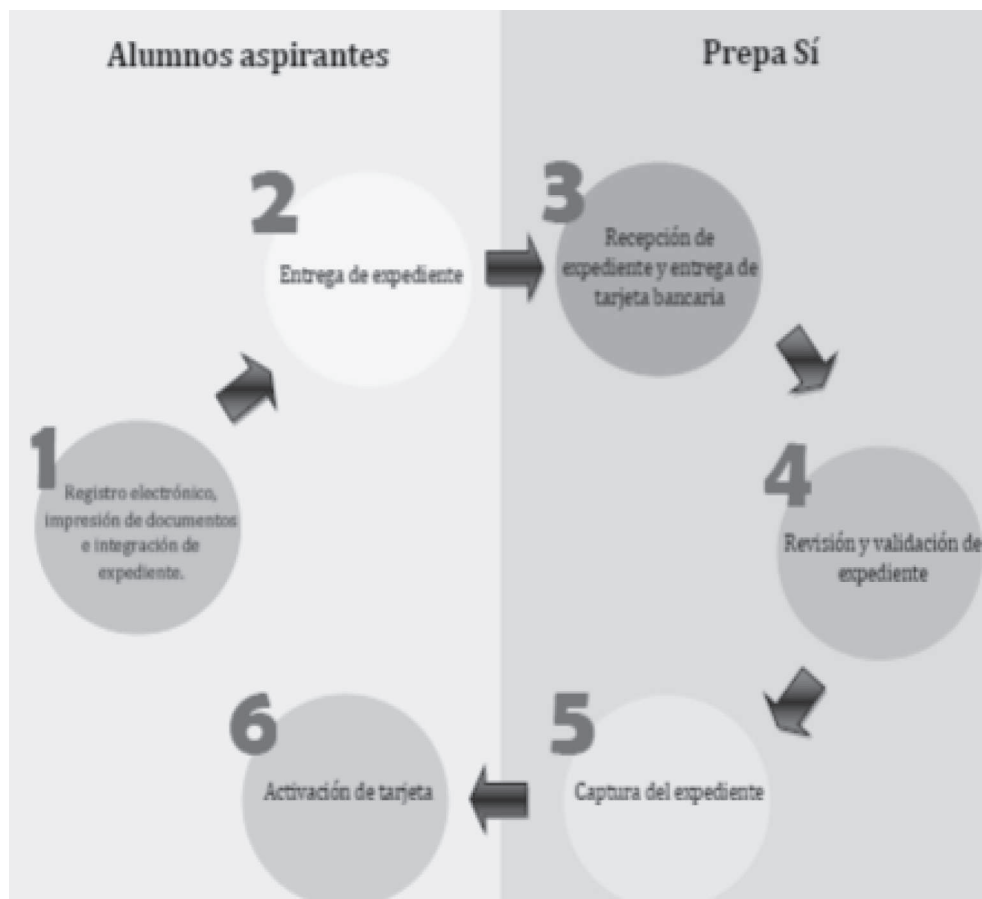 Alumnos aspirantes
Prepa Sí
1
Registro electrónico,
impresión de documentos
e integración de
expediente.
2
Entrega de expediente
3
Recepción de
expediente y entrega de
tarjeta bancaria
4
Revisión y validación de
expediente
5
Captura del expediente
6
Activación de tarjeta